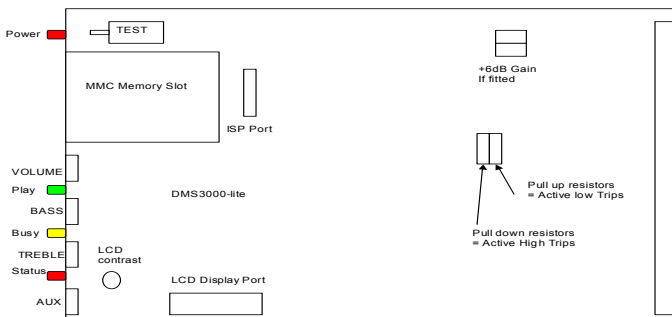 Power
TEST
+6dB Gain
If fitted
MMC Memory Slot
ISP Port
VOLUME
Play
DMS3000-lite
Pull up resistors
= Active low Trips
BASS
Busy
Pull down resistors
= Active High Trips
TREBLE
LCD
contrast
Status
LCD Display Port
AUX